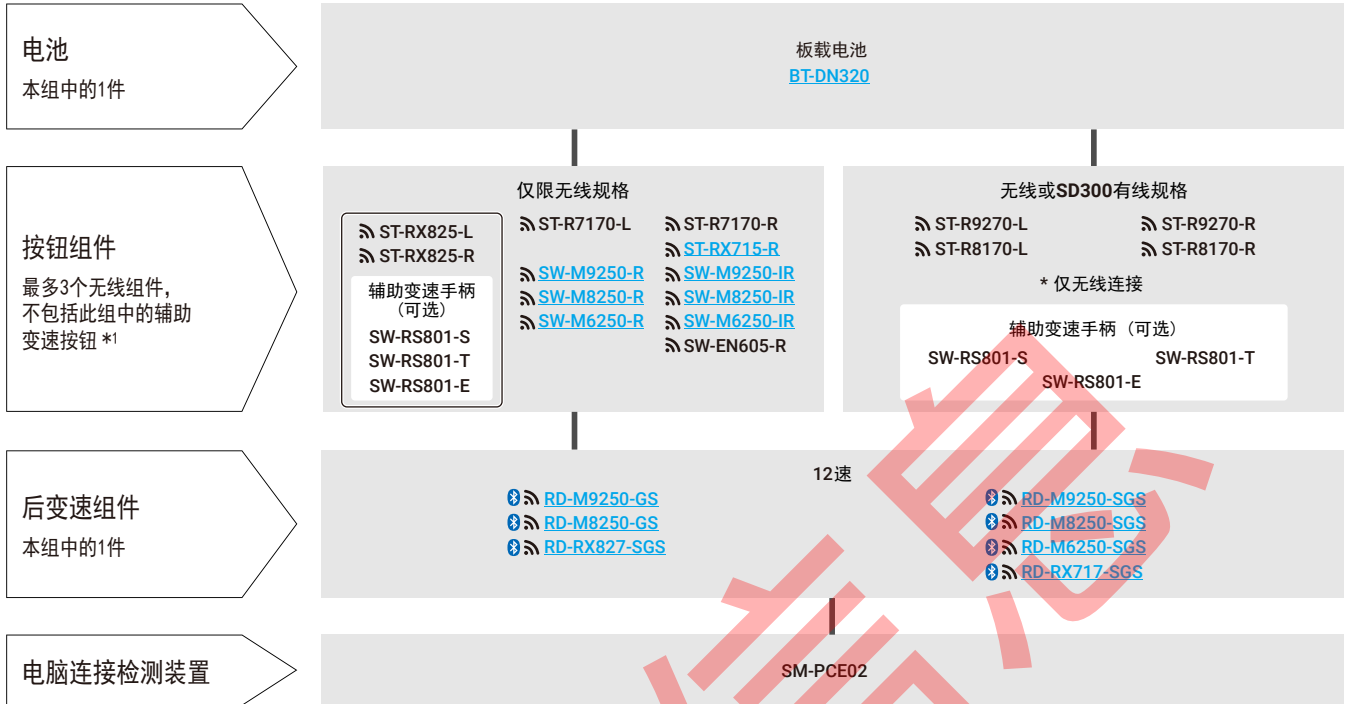 电池
本组中的1件
板载电池
BT-DN320
按钮组件
最多3个无线组件，
不包括此组中的辅助
变速按钮 *1
仅限无线规格
ST-RX825-L
ST-RX825-R
辅助变速手柄
（可选）
SW-RS801-S
SW-RS801-T
SW-RS801-E
ST-R7170-L ST-R7170-R
ST-RX715-R
SW-M9250-R SW-M9250-IR
SW-M8250-R SW-M8250-IR
SW-M6250-R SW-M6250-IR
SW-EN605-R
无线或SD300有线规格
ST-R9270-L ST-R9270-R
ST-R8170-L ST-R8170-R
* 仅无线连接
辅助变速手柄（可选）
SW-RS801-S SW-RS801-T
SW-RS801-E
后变速组件
本组中的1件
12速
RD-M9250-GS RD-M9250-SGS
RD-M8250-GS RD-M8250-SGS
RD-RX827-SGS RD-M6250-SGS
RD-RX717-SGS
电脑连接检测装置
SM-PCE02
信息